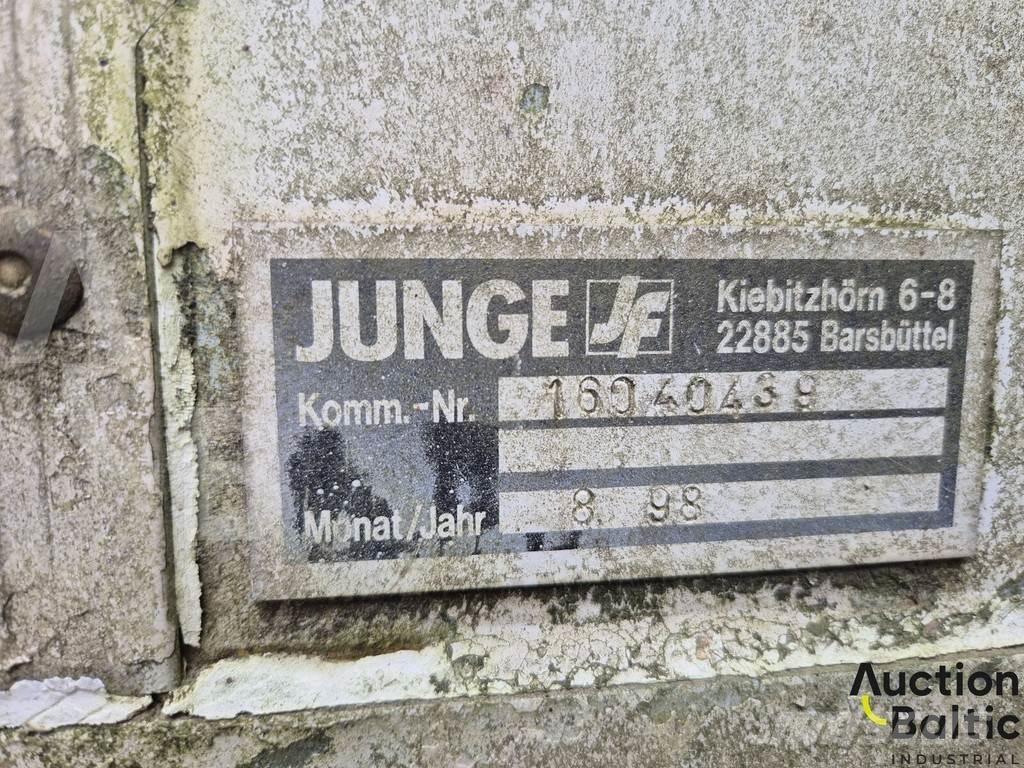 JUNGE JF
Kiebitzhörn 6-8
22885 Barsbüttel
Komm.-Nr. 16040439
Monat/Jahr 8 98
Auction
Baltic
INDUSTRIAL